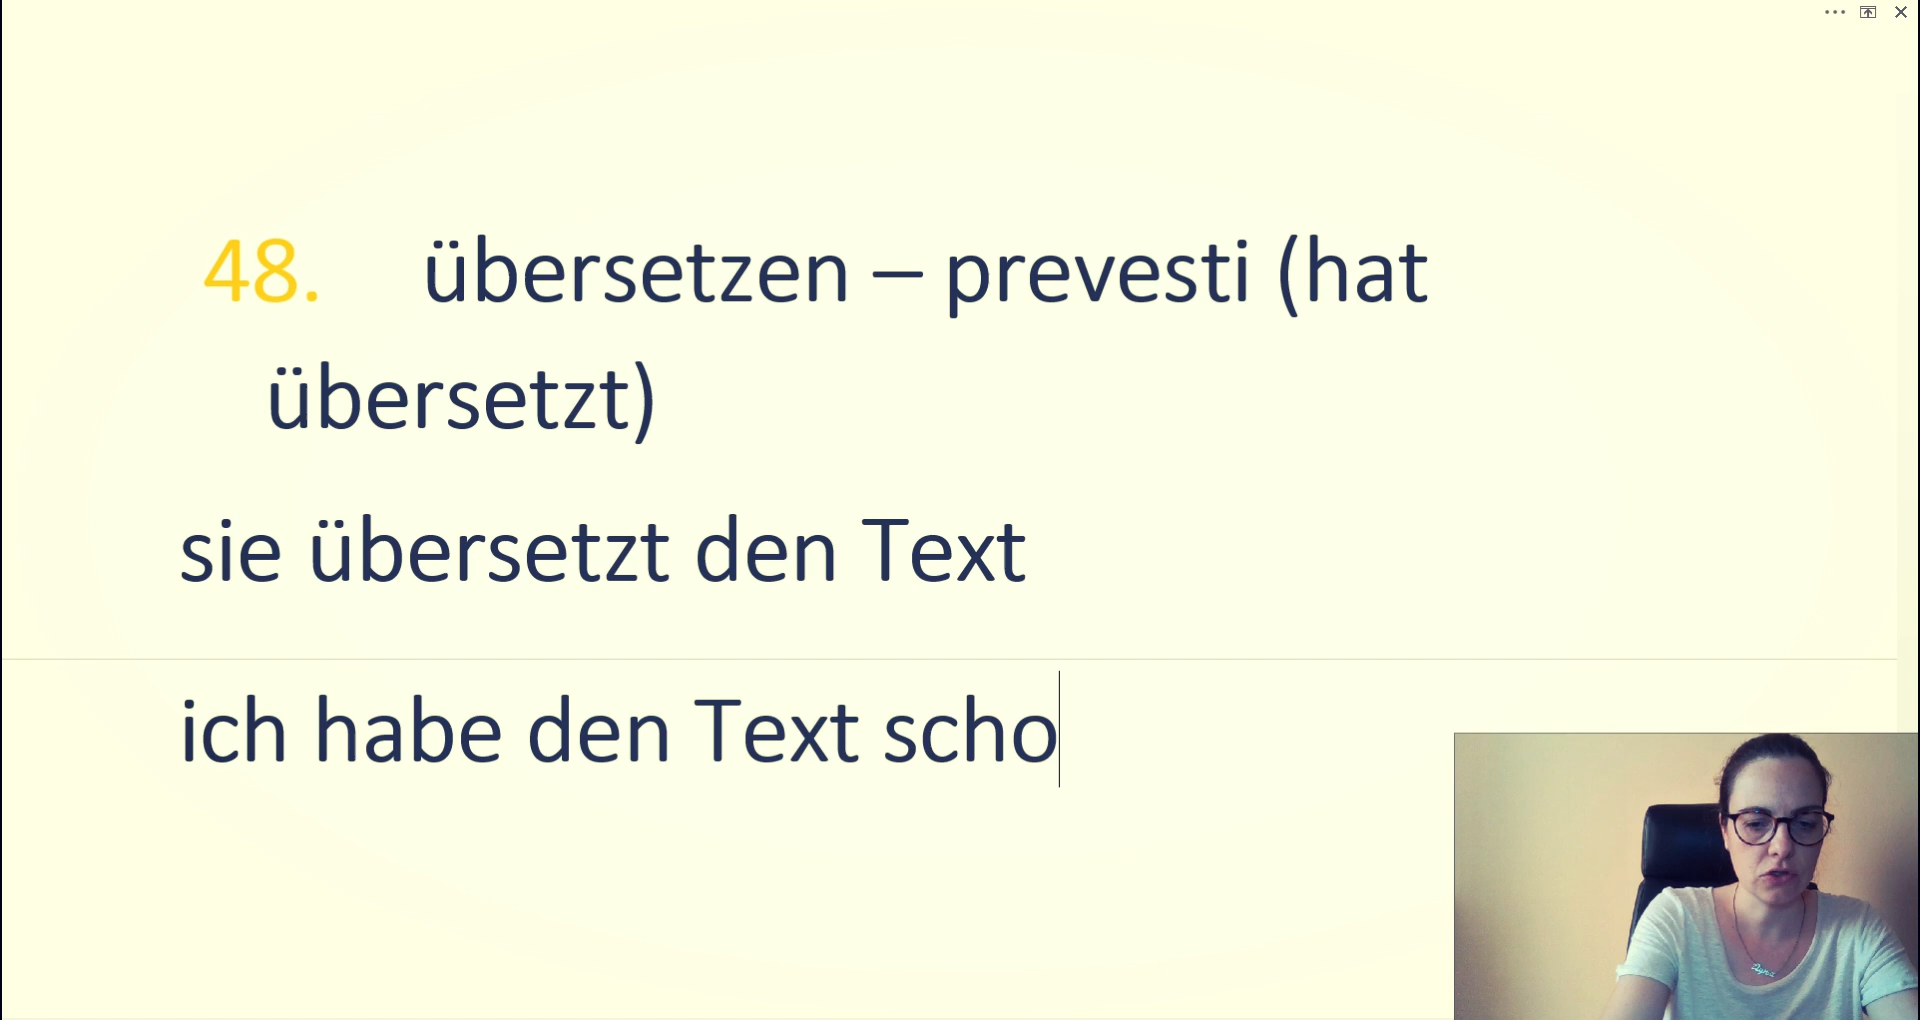 48. übersetzen – prevesti (hat
übersetzt)
sie übersetzt den Text
ich habe den Text scho